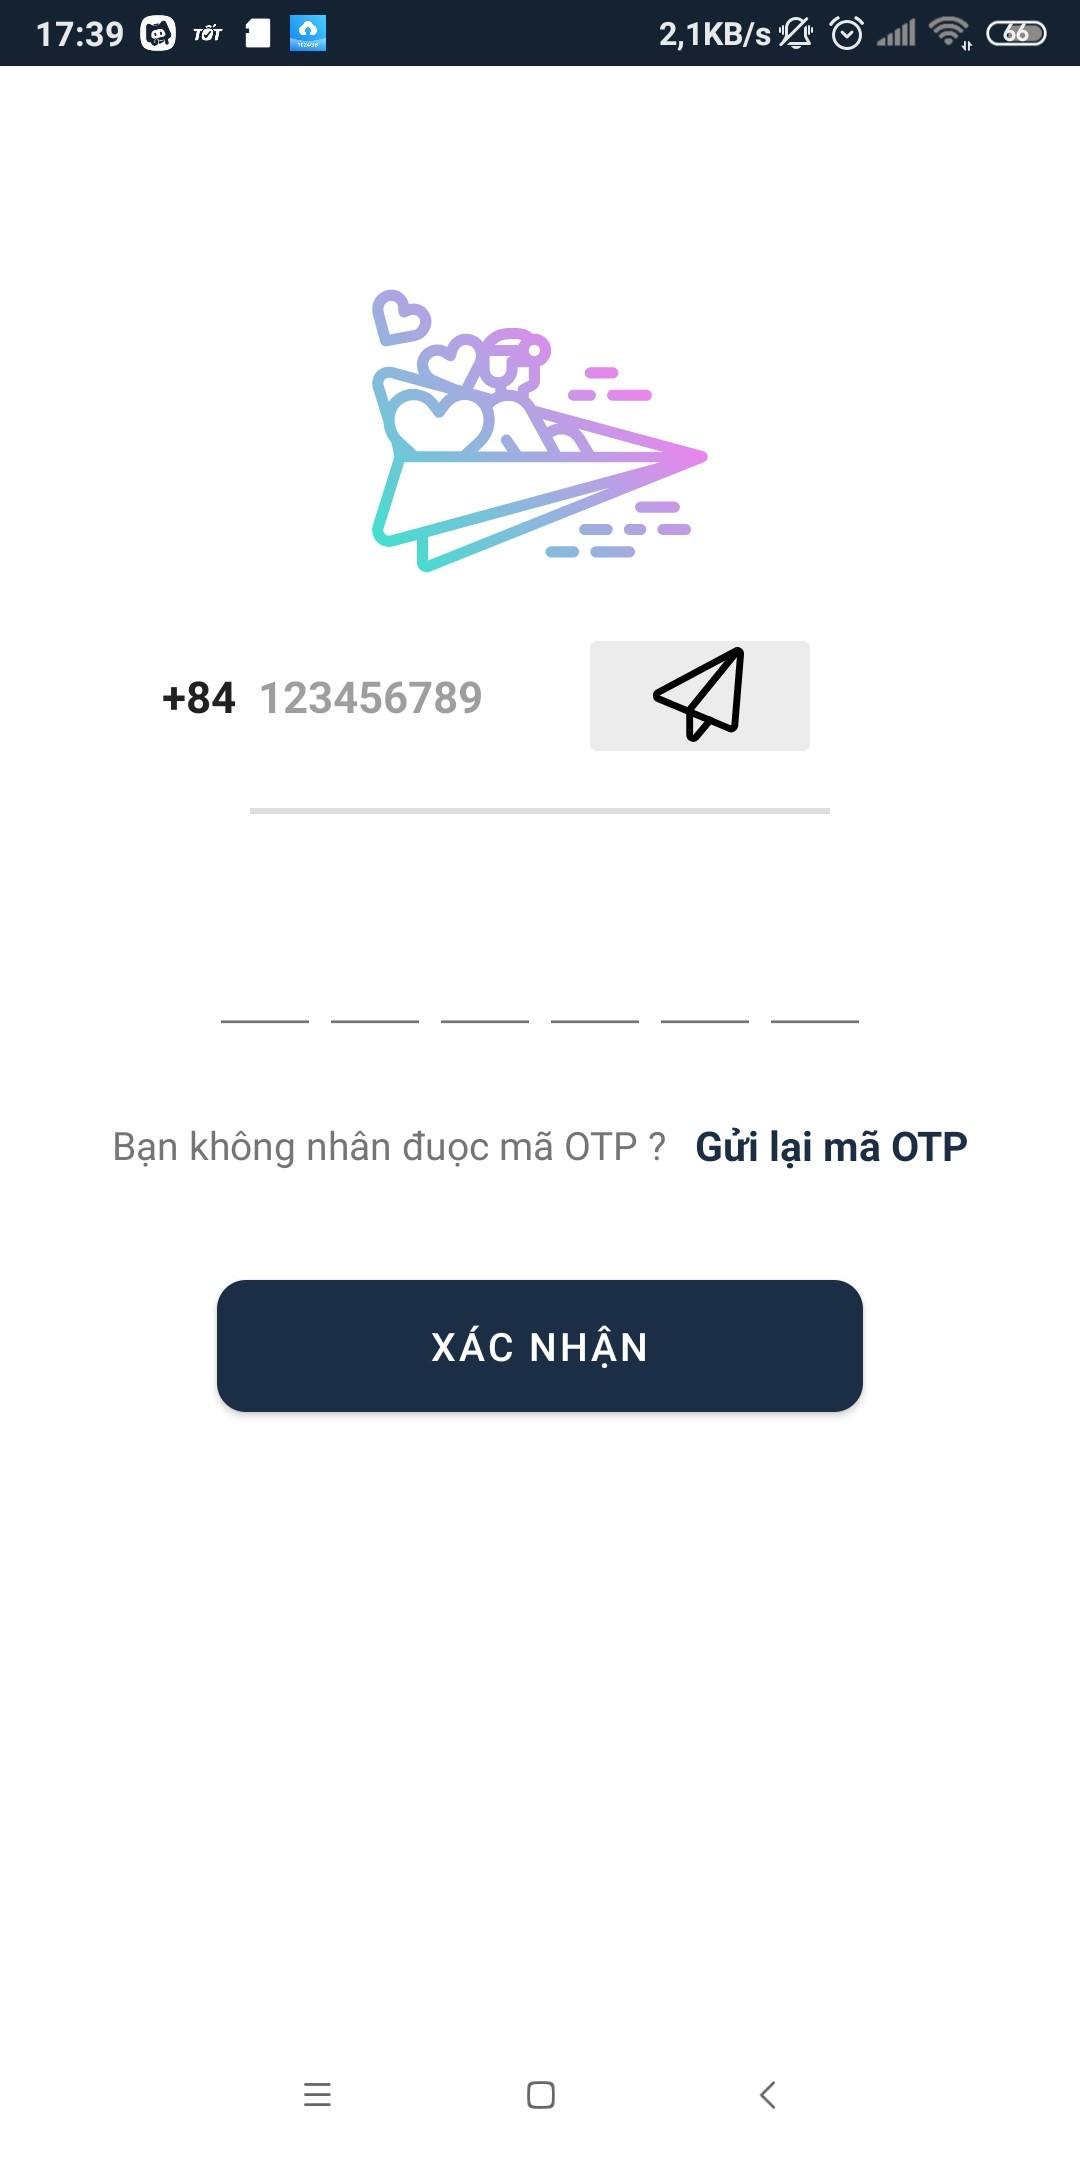 17:39 TỐT 2,1KB/s 66
+84 123456789
Bạn không nhân đuọc mã OTP ? Gửi lại mã OTP
XÁC NHẬN